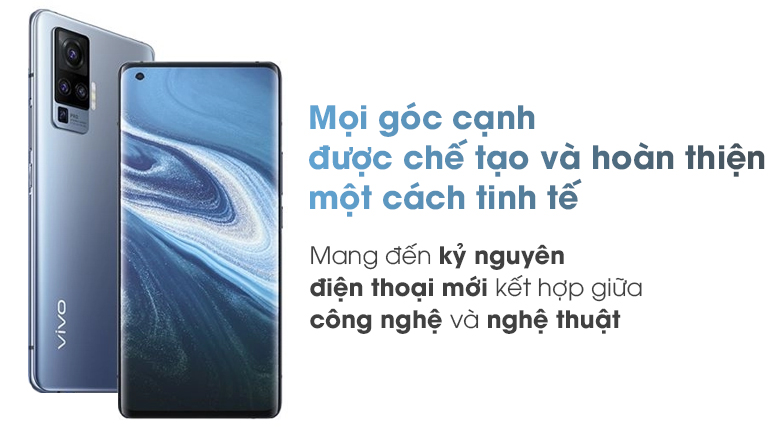 Mọi góc cạnh
được chế tạo và hoàn thiện
một cách tinh tế
Mang đến kỷ nguyên
điện thoại mới kết hợp giữa
công nghệ và nghệ thuật
vivo